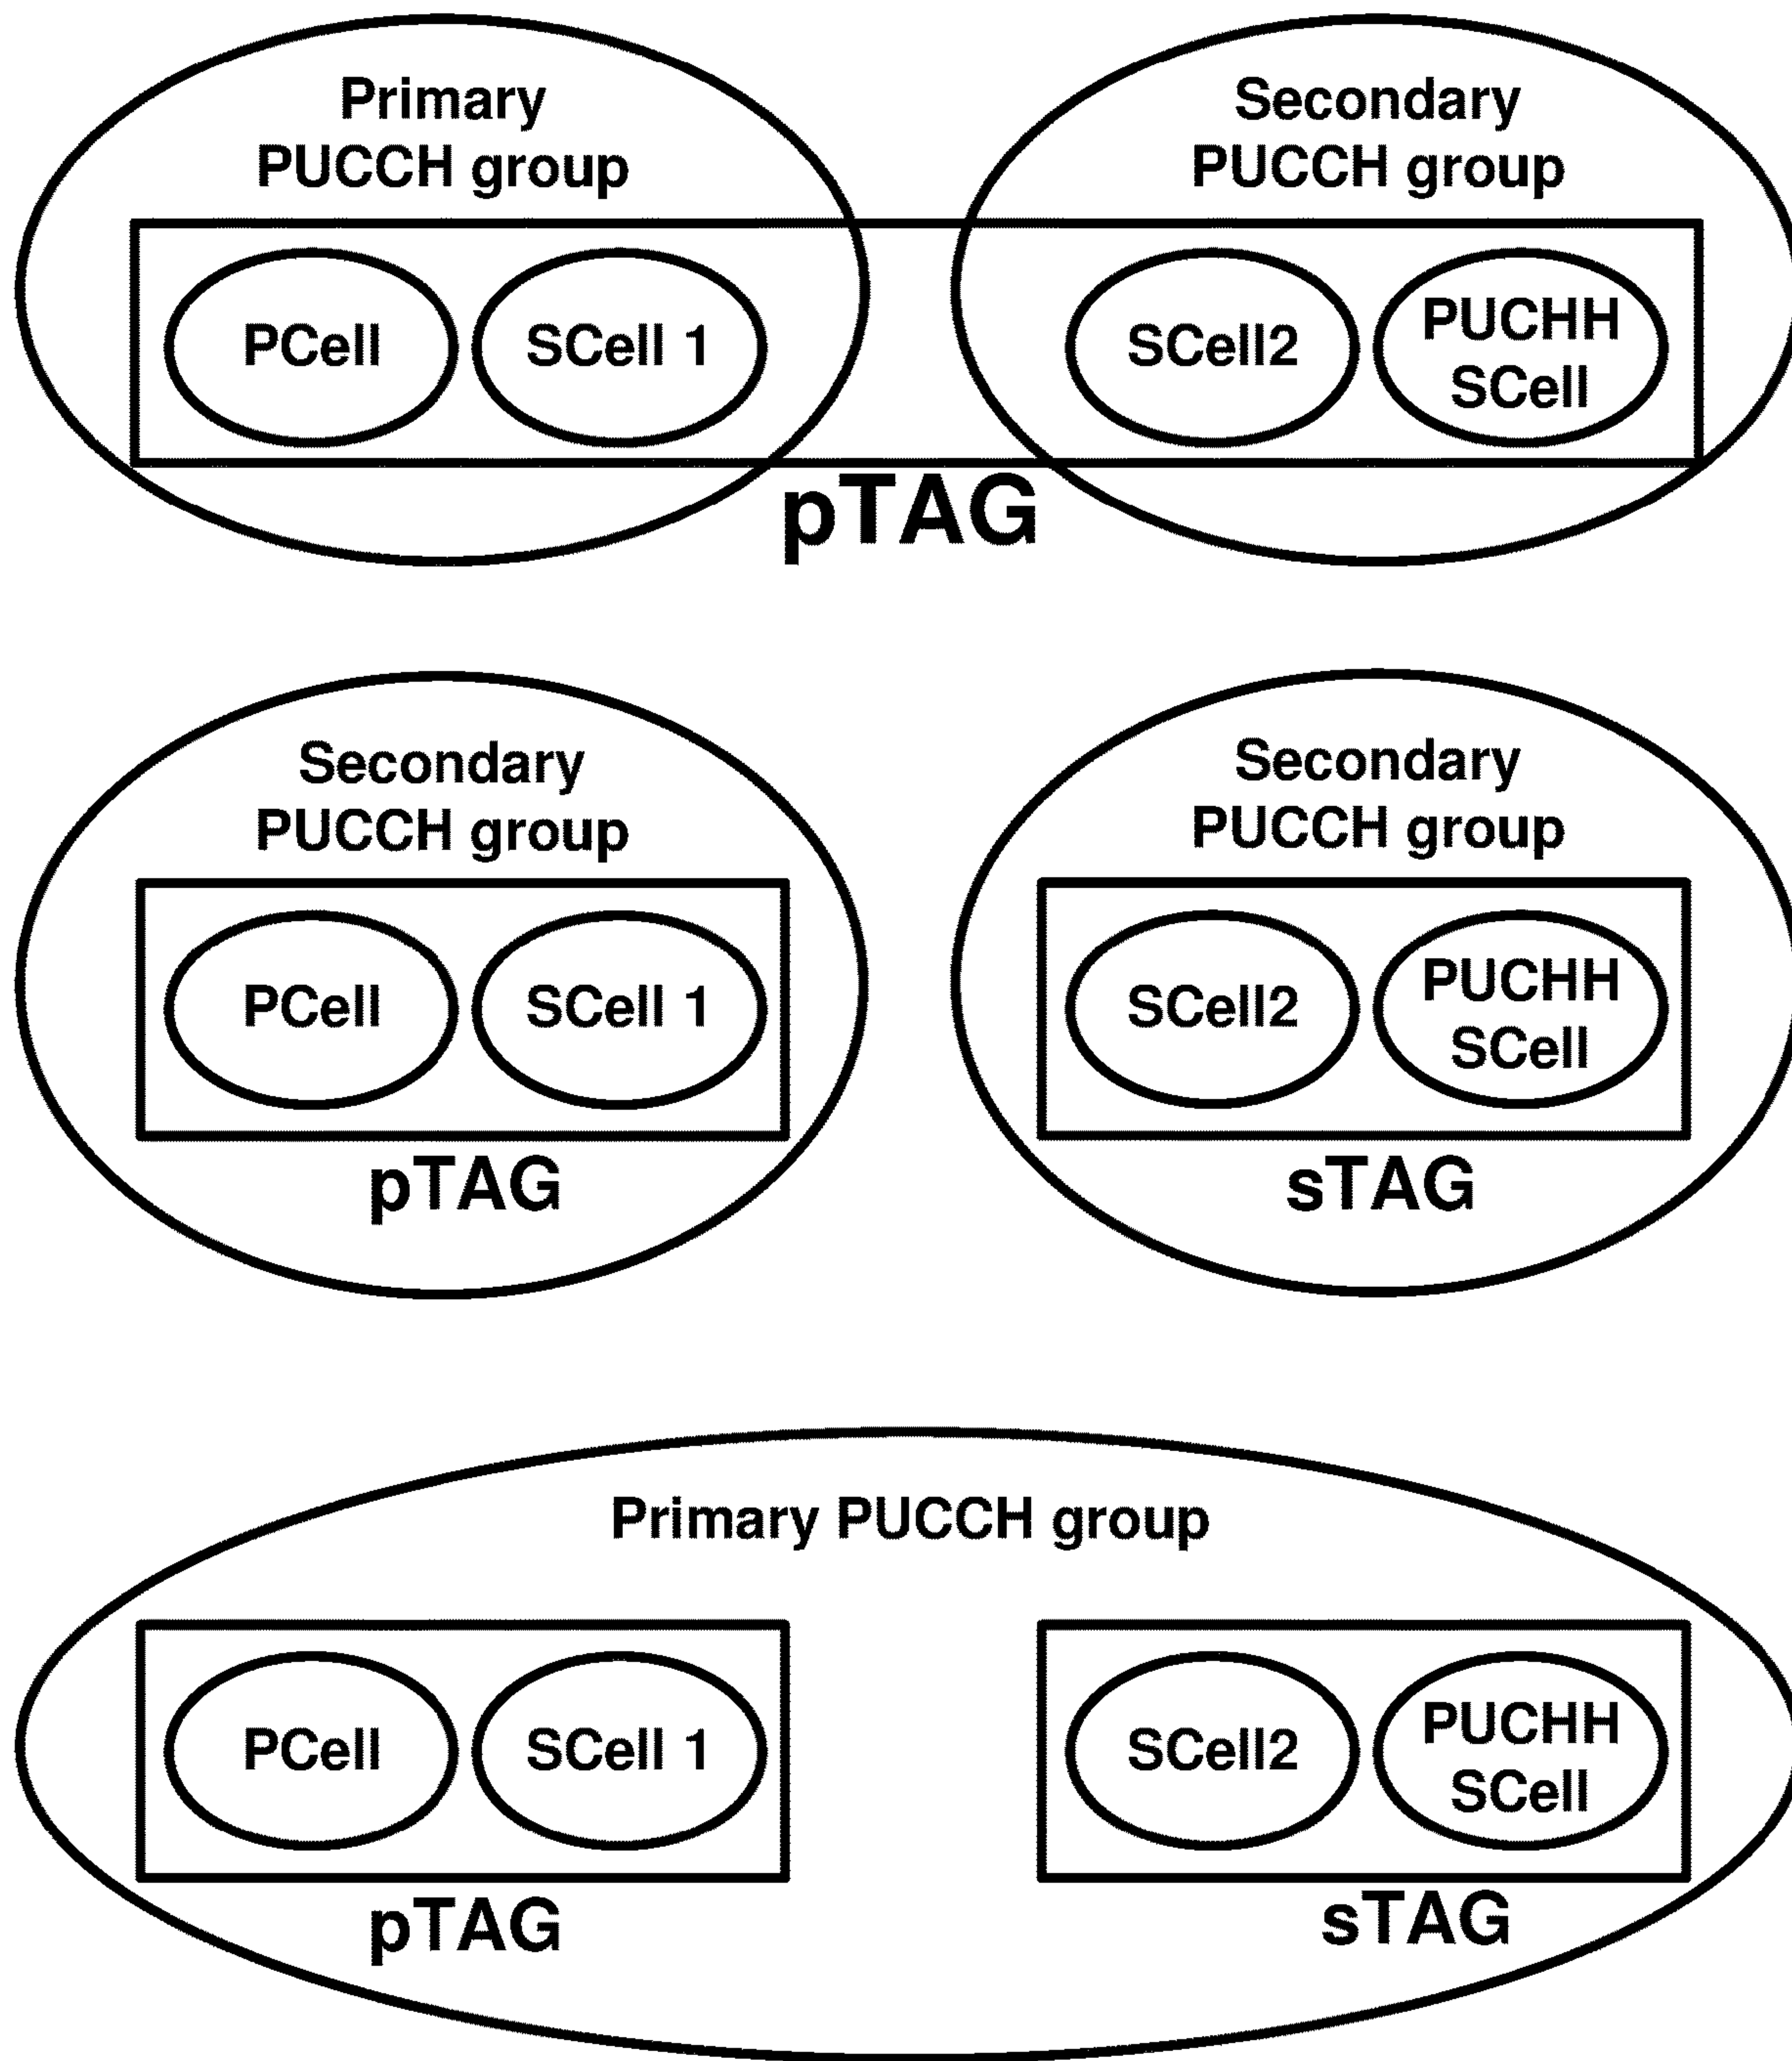 Primary
PUCCH group
Secondary
PUCCH group
PCell
SCell 1
SCell2
PUCHH
SCell
pTAG
Secondary
PUCCH group
Secondary
PUCCH group
PCell
SCell 1
SCell2
PUCHH
SCell
pTAG
sTAG
Primary PUCCH group
PCell
SCell 1
SCell2
PUCHH
SCell
pTAG
sTAG